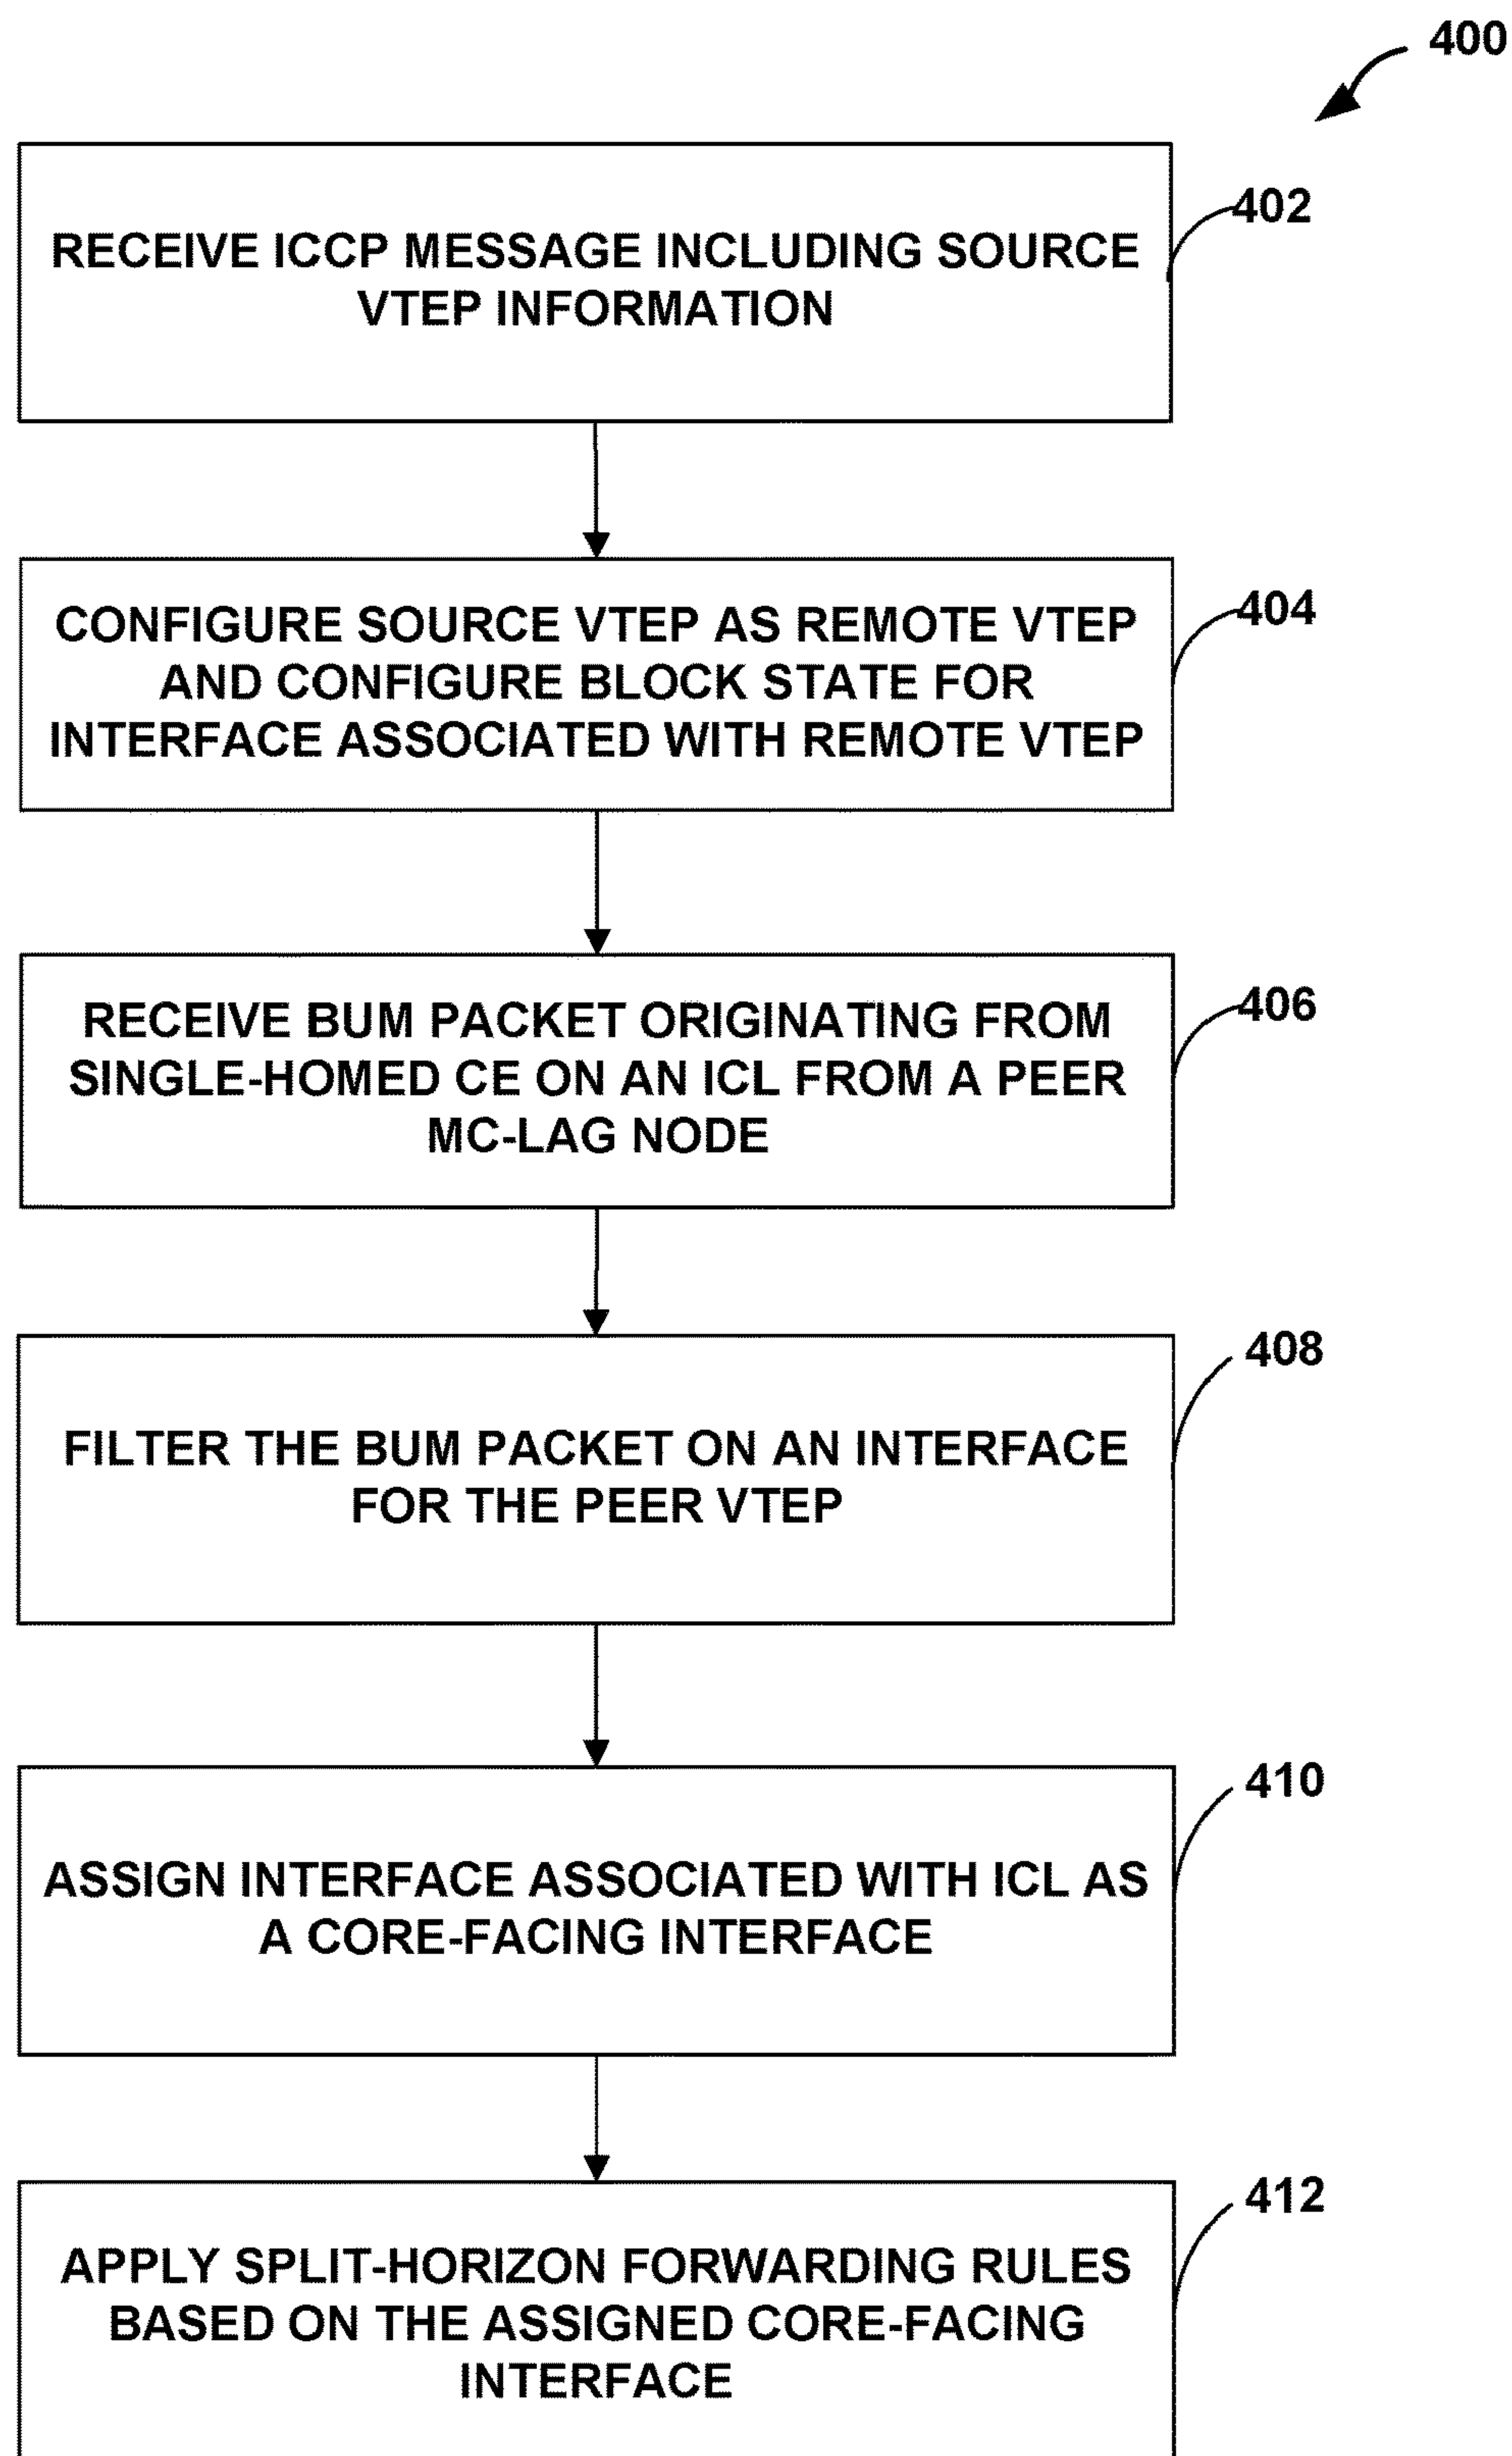 400
RECEIVE ICCP MESSAGE INCLUDING SOURCE
VTEP INFORMATION
402
CONFIGURE SOURCE VTEP AS REMOTE VTEP
AND CONFIGURE BLOCK STATE FOR
INTERFACE ASSOCIATED WITH REMOTE VTEP
404
RECEIVE BUM PACKET ORIGINATING FROM
SINGLE-HOMED CE ON AN ICL FROM A PEER
MC-LAG NODE
406
FILTER THE BUM PACKET ON AN INTERFACE
FOR THE PEER VTEP
408
ASSIGN INTERFACE ASSOCIATED WITH ICL AS
A CORE-FACING INTERFACE
410
APPLY SPLIT-HORIZON FORWARDING RULES
BASED ON THE ASSIGNED CORE-FACING
INTERFACE
412